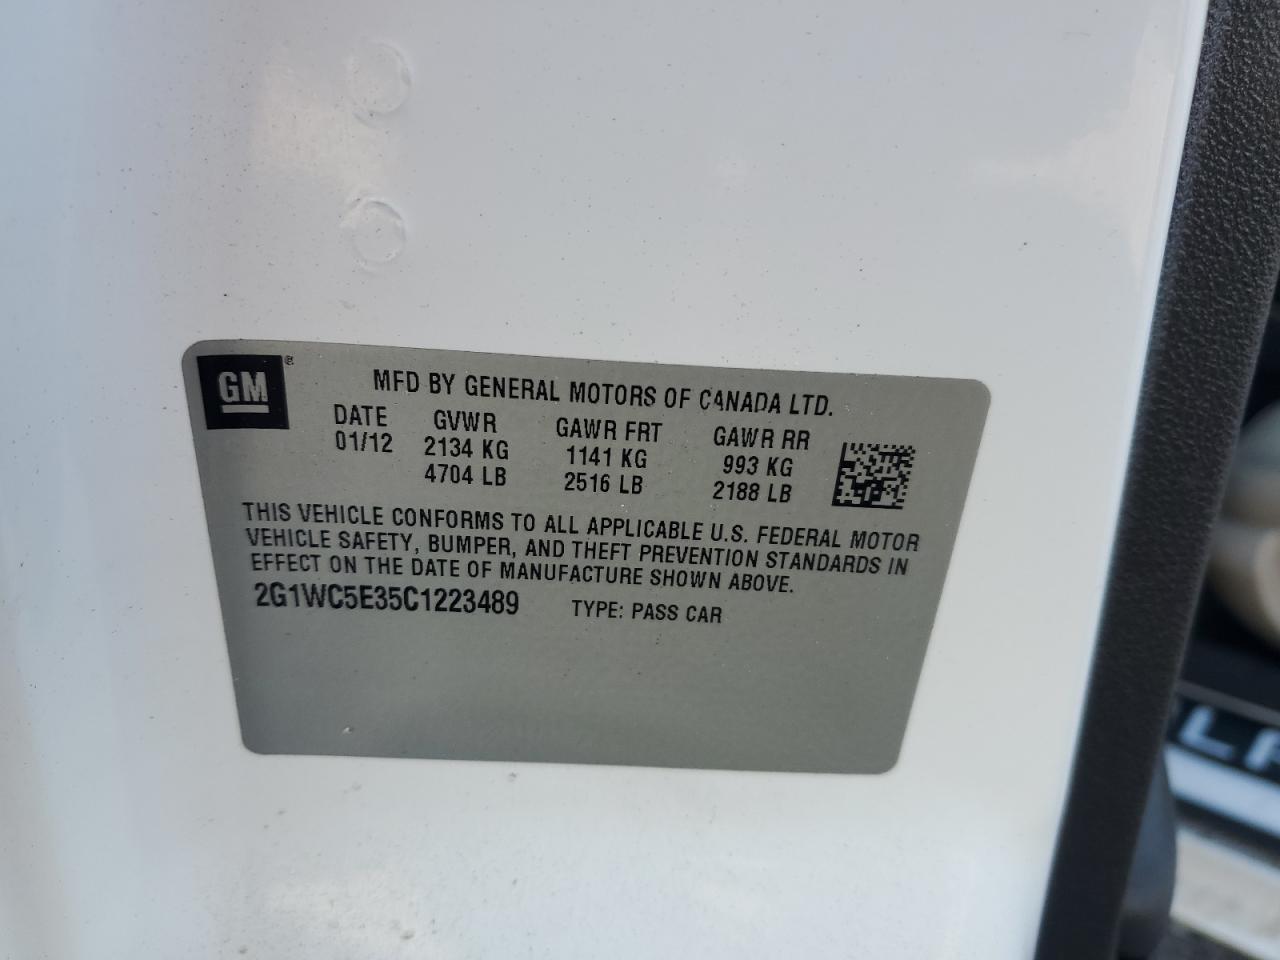 GM ®
MFD BY GENERAL MOTORS OF CANADA LTD.
DATE GVWR GAWR FRT GAWR RR
01/12 2134 KG 1141 KG 993 KG
4704 LB 2516 LB 2188 LB
THIS VEHICLE CONFORMS TO ALL APPLICABLE U.S. FEDERAL MOTOR
VEHICLE SAFETY, BUMPER, AND THEFT PREVENTION STANDARDS IN
EFFECT ON THE DATE OF MANUFACTURE SHOWN ABOVE.
2G1WC5E35C1223489 TYPE: PASS CAR